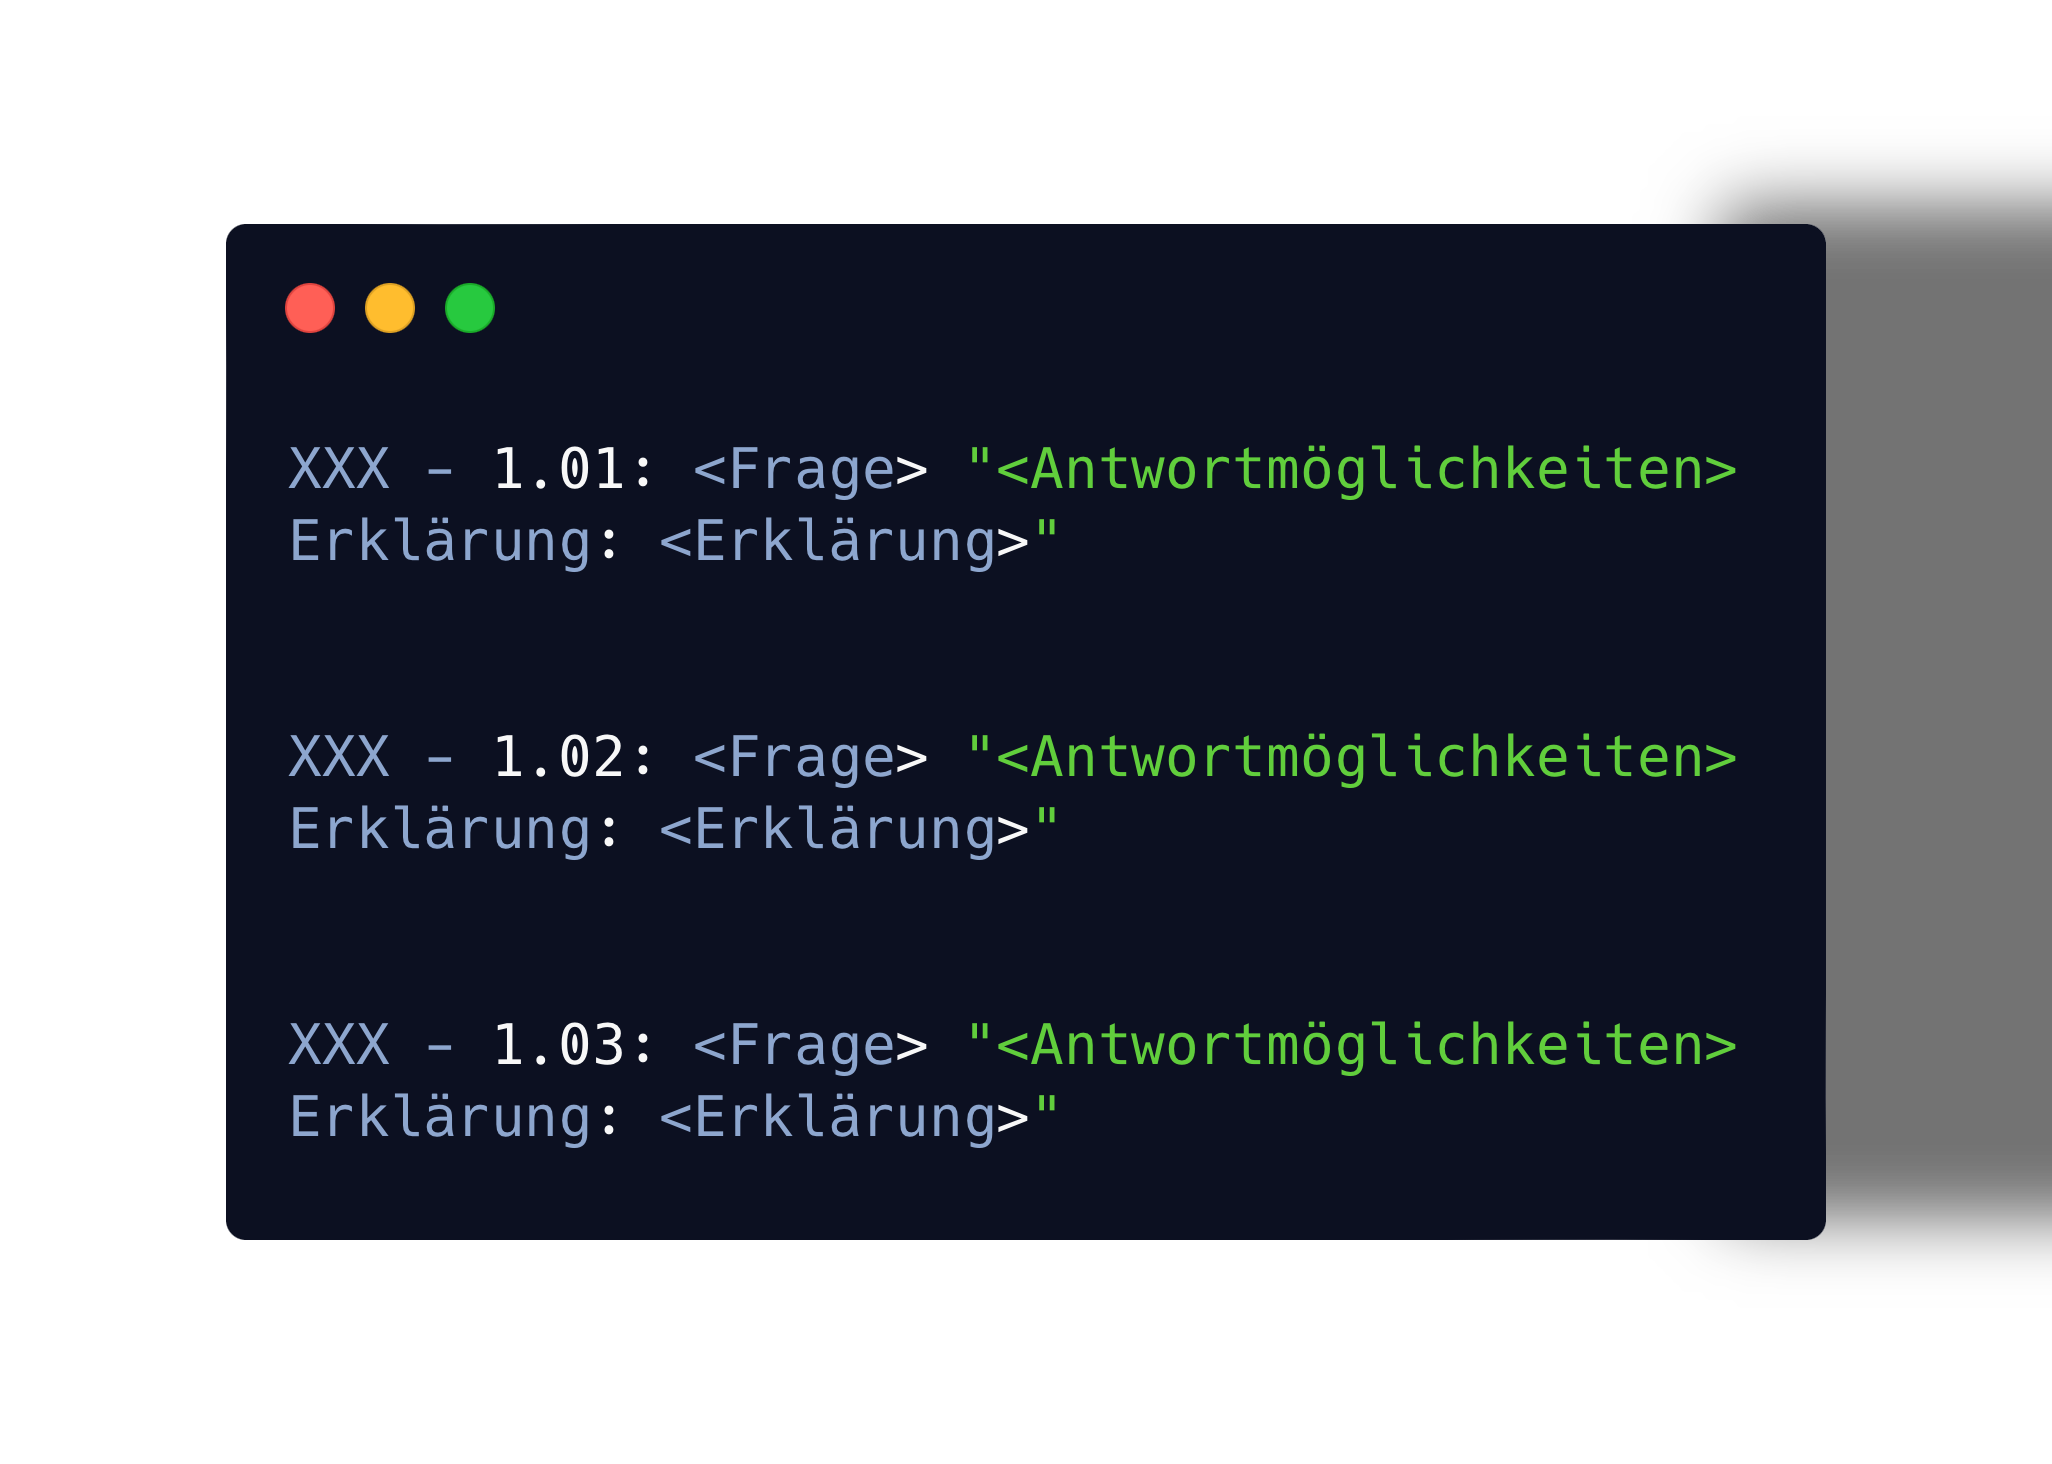 XXX - 1.01: <Frage> "<Antwortmöglichkeiten>
Erklärung: <Erklärung>"
XXX - 1.02: <Frage> "<Antwortmöglichkeiten>
Erklärung: <Erklärung>"
XXX - 1.03: <Frage> "<Antwortmöglichkeiten>
Erklärung: <Erklärung>"